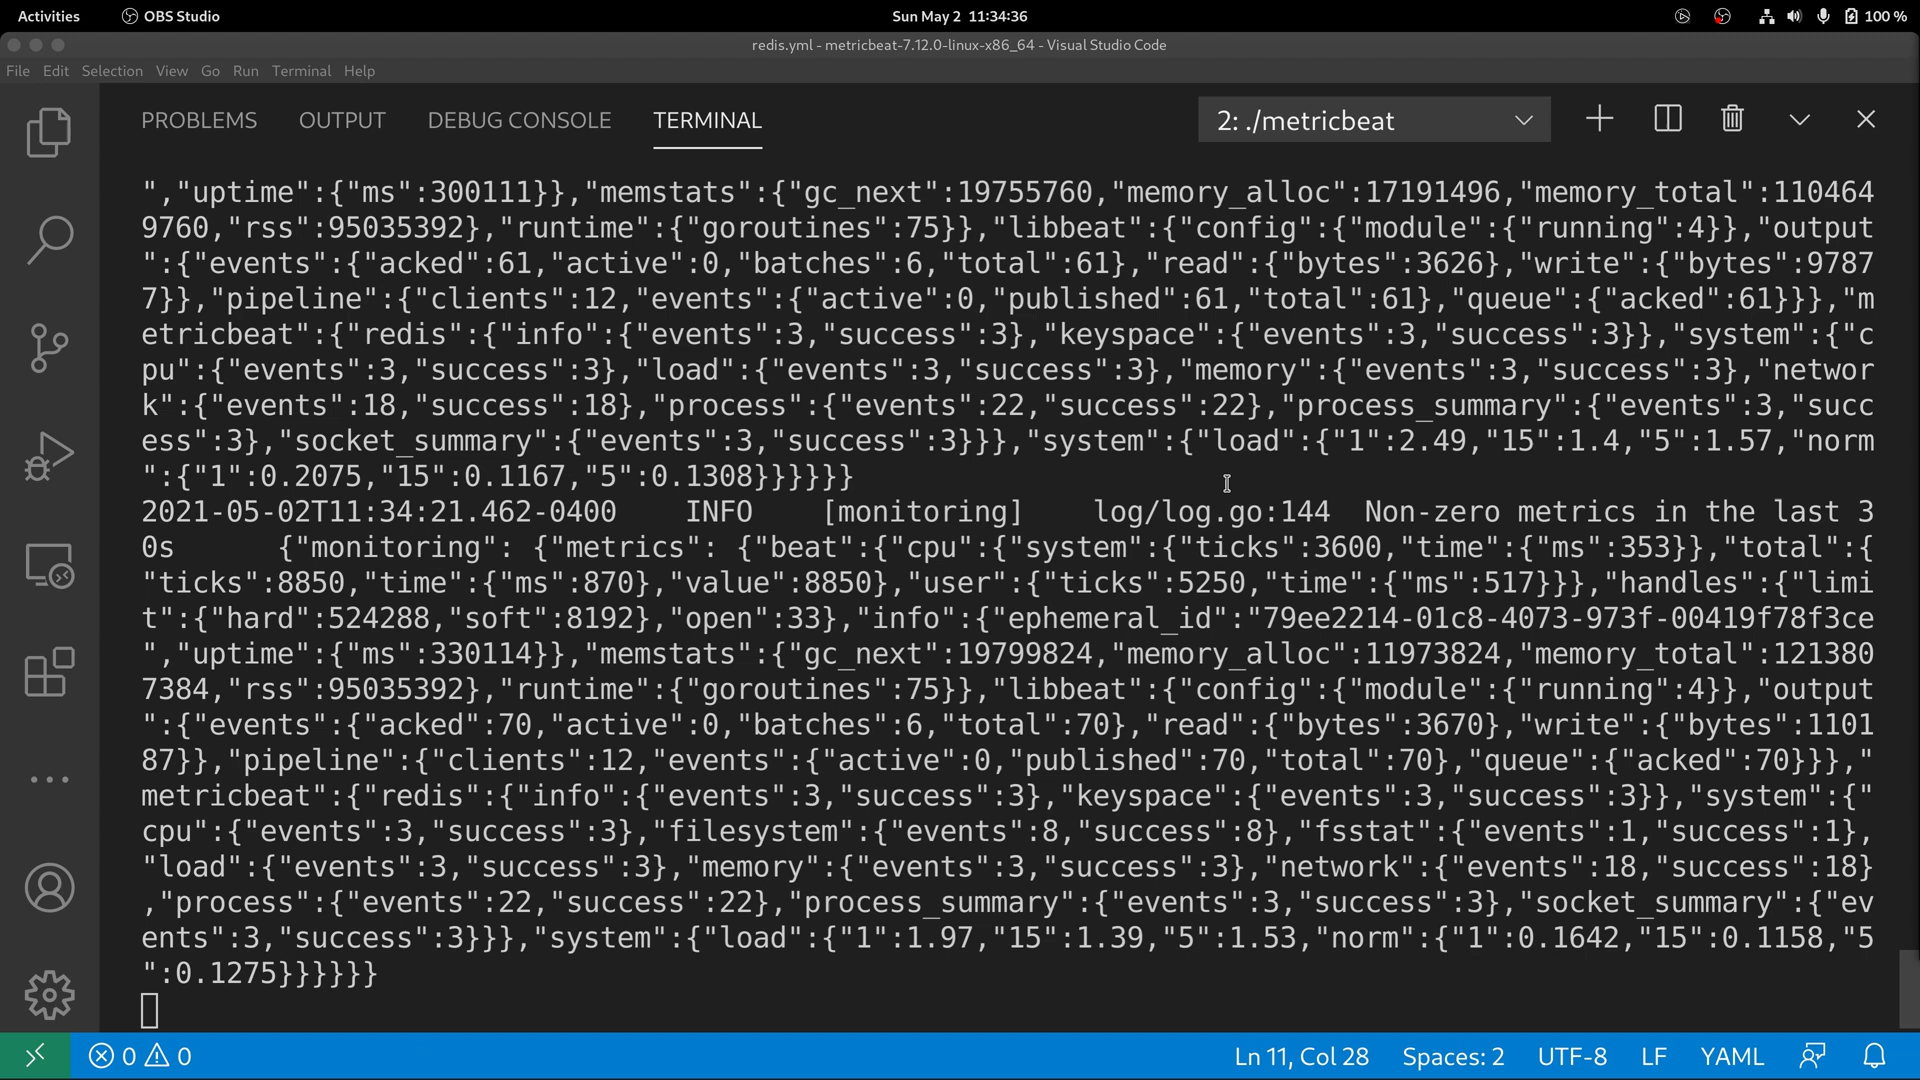 Activities OBS Studio Sun May 2 11:34:36 100 %
redis.yml - metricbeat-7.12.0-linux-x86_64 - Visual Studio Code
File Edit Selection View Go Run Terminal Help
PROBLEMS OUTPUT DEBUG CONSOLE TERMINAL 2: ./metricbeat
","uptime":{"ms":300111}},"memstats":{"gc_next":19755760,"memory_alloc":17191496,"memory_total":110464
9760,"rss":95035392},"runtime":{"goroutines":75}},"libbeat":{"config":{"module":{"running":4}},"output
":{"events":{"acked":61,"active":0,"batches":6,"total":61},"read":{"bytes":3626},"write":{"bytes":9787
7}},"pipeline":{"clients":12,"events":{"active":0,"published":61,"total":61},"queue":{"acked":61}}},"m
etricbeat":{"redis":{"info":{"events":3,"success":3},"keyspace":{"events":3,"success":3}},"system":{"c
pu":{"events":3,"success":3},"load":{"events":3,"success":3},"memory":{"events":3,"success":3},"networ
k":{"events":18,"success":18},"process":{"events":22,"success":22},"process_summary":{"events":3,"succ
ess":3},"socket_summary":{"events":3,"success":3}}},"system":{"load":{"1":2.49,"15":1.4,"5":1.57,"norm
":{"1":0.2075,"15":0.1167,"5":0.1308}}}}}}
2021-05-02T11:34:21.462-0400 INFO [monitoring] log/log.go:144 Non-zero metrics in the last 3
0s {"monitoring": {"metrics": {"beat":{"cpu":{"system":{"ticks":3600,"time":{"ms":353}},"total":{
"ticks":8850,"time":{"ms":870},"value":8850},"user":{"ticks":5250,"time":{"ms":517}}},"handles":{"limi
t":{"hard":524288,"soft":8192},"open":33},"info":{"ephemeral_id":"79ee2214-01c8-4073-973f-00419f78f3ce
","uptime":{"ms":330114}},"memstats":{"gc_next":19799824,"memory_alloc":11973824,"memory_total":121380
7384,"rss":95035392},"runtime":{"goroutines":75}},"libbeat":{"config":{"module":{"running":4}},"output
":{"events":{"acked":70,"active":0,"batches":6,"total":70},"read":{"bytes":3670},"write":{"bytes":1101
87}},"pipeline":{"clients":12,"events":{"active":0,"published":70,"total":70},"queue":{"acked":70}}},"
metricbeat":{"redis":{"info":{"events":3,"success":3},"keyspace":{"events":3,"success":3}},"system":{"
cpu":{"events":3,"success":3},"filesystem":{"events":8,"success":8},"fsstat":{"events":1,"success":1},
"load":{"events":3,"success":3},"memory":{"events":3,"success":3},"network":{"events":18,"success":18}
,"process":{"events":22,"success":22},"process_summary":{"events":3,"success":3},"socket_summary":{"ev
ents":3,"success":3}}},"system":{"load":{"1":1.97,"15":1.39,"5":1.53,"norm":{"1":0.1642,"15":0.1158,"5
":0.1275}}}}}}
0 0 Ln 11, Col 28 Spaces: 2 UTF-8 LF YAML